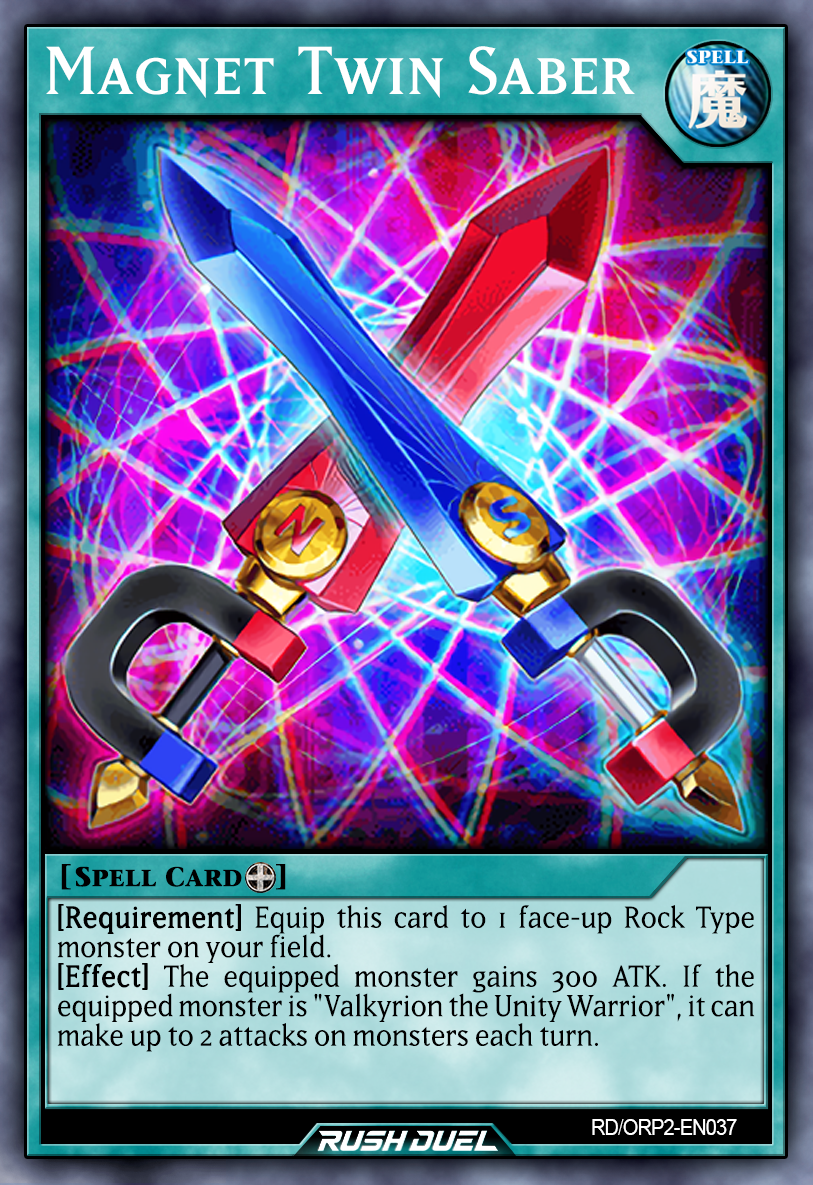 Magnet Twin Saber
SPELL
魔
N
S
[Spell Card]
[Requirement] Equip this card to 1 face-up Rock Type
monster on your field.
[Effect] The equipped monster gains 300 ATK. If the
equipped monster is "Valkyrion the Unity Warrior", it can
make up to 2 attacks on monsters each turn.
RD/ORP2-EN037
RUSH DUEL